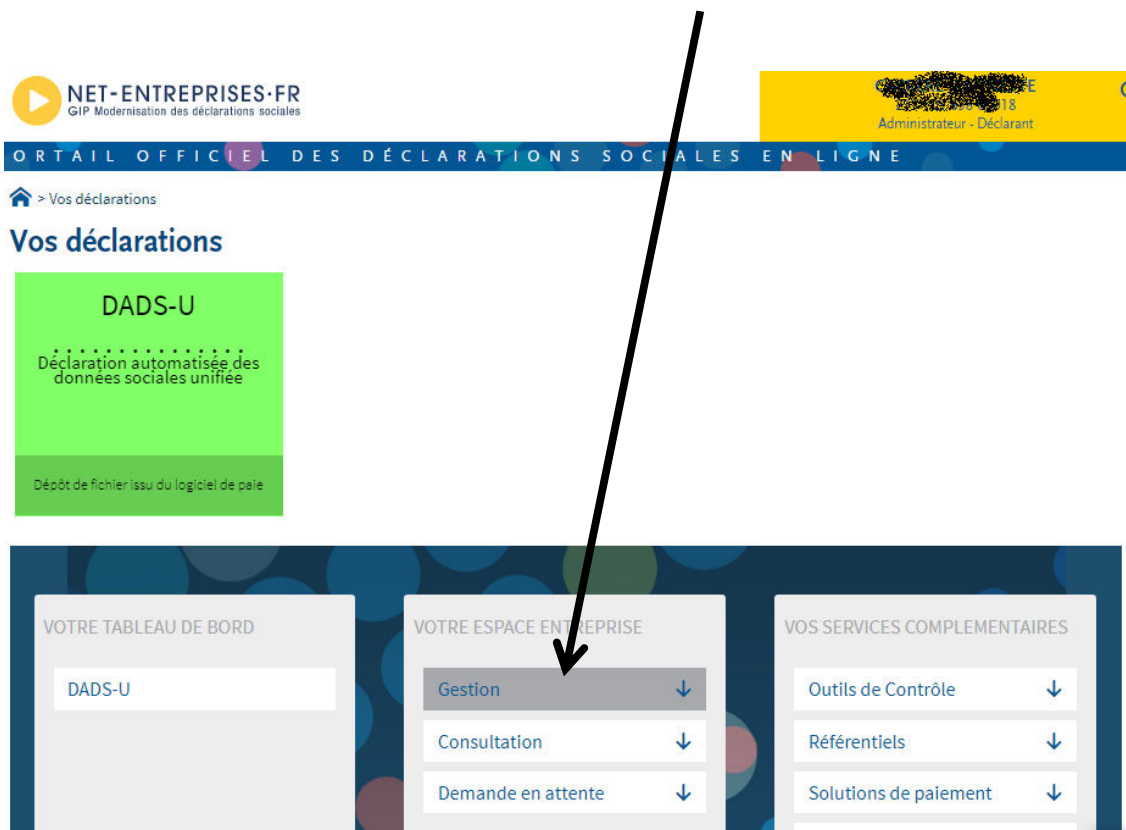 NET-ENTREPRISES·FR
GIP Modernisation des déclarations sociales
Administrateur - Déclarant
ORTAIL OFFICIEL DES DÉCLARATIONS SOCIALES EN LIGNE
> Vos déclarations
Vos déclarations
DADS-U
Déclaration automatisée des
données sociales unifiée
Dépôt de fichier issu du logiciel de paie
VOTRE TABLEAU DE BORD
DADS-U
VOTRE ESPACE ENTREPRISE
Gestion
Consultation
Demande en attente
VOS SERVICES COMPLEMENTAIRES
Outils de Contrôle
Référentiels
Solutions de paiement